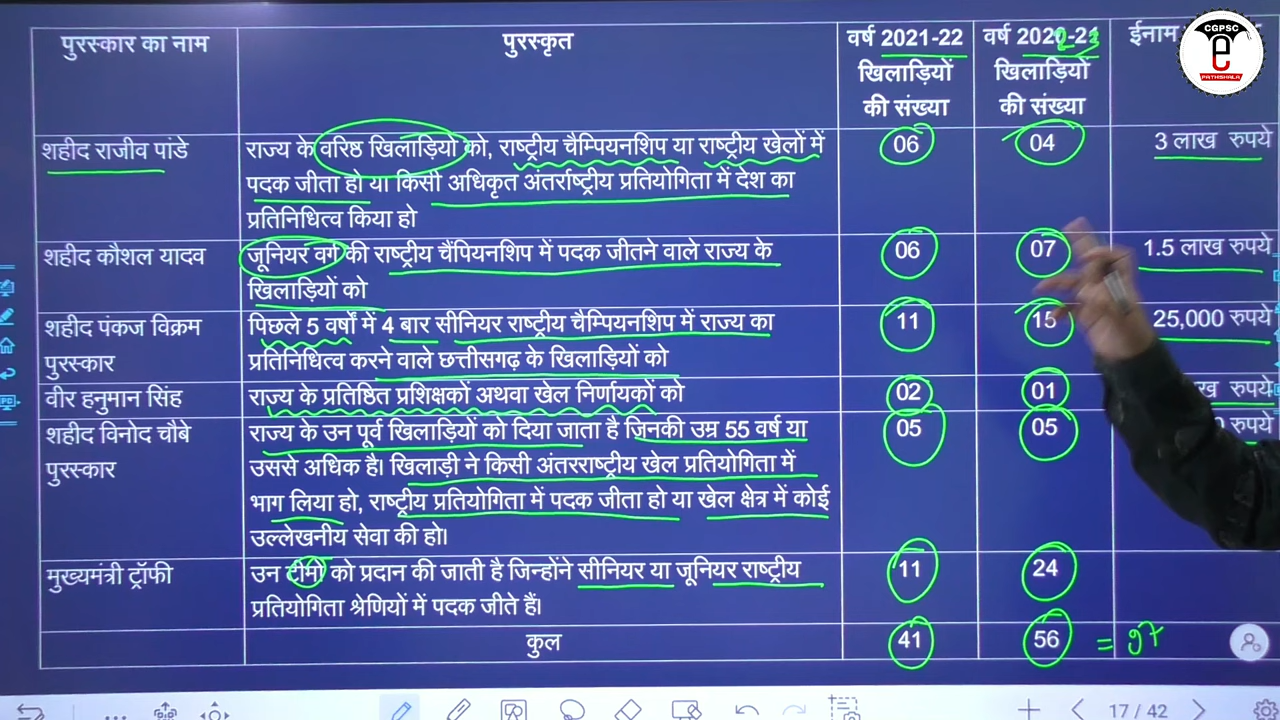 पुरस्कार का नाम
पुरस्कृत
वर्ष 2021-22
खिलाड़ियों
की संख्या
वर्ष 2020-21
खिलाड़ियों
की संख्या
ईनाम
CGPSC
e
PATHSHALA
शहीद राजीव पांडे
राज्य के वरिष्ठ खिलाड़ियो को, राष्ट्रीय चैम्पियनशिप या राष्ट्रीय खेलों में
पदक जीता हो या किसी अधिकृत अंतर्राष्ट्रीय प्रतियोगिता में देश का
प्रतिनिधित्व किया हो
06
04
3 लाख रुपये
शहीद कौशल यादव
जूनियर वर्ग की राष्ट्रीय चैंपियनशिप में पदक जीतने वाले राज्य के
खिलाड़ियों को
06
07
1.5 लाख रुपये
शहीद पंकज विक्रम
पुरस्कार
पिछले 5 वर्षों में 4 बार सीनियर राष्ट्रीय चैम्पियनशिप में राज्य का
प्रतिनिधित्व करने वाले छत्तीसगढ़ के खिलाड़ियों को
11
15
25,000 रुपये
वीर हनुमान सिंह
राज्य के प्रतिष्ठित प्रशिक्षकों अथवा खेल निर्णायकों को
02
01
रुपये
शहीद विनोद चौबे
पुरस्कार
राज्य के उन पूर्व खिलाड़ियों को दिया जाता है जिनकी उम्र 55 वर्ष या
उससे अधिक है। खिलाड़ी ने किसी अंतरराष्ट्रीय खेल प्रतियोगिता में
भाग लिया हो, राष्ट्रीय प्रतियोगिता में पदक जीता हो या खेल क्षेत्र में कोई
उल्लेखनीय सेवा की हो।
05
05
रुपये
मुख्यमंत्री ट्रॉफी
उन टीमो को प्रदान की जाती है जिन्होंने सीनियर या जूनियर राष्ट्रीय
प्रतियोगिता श्रेणियों में पदक जीते हैं।
11
24
कुल
41
56
= 97
17 / 42